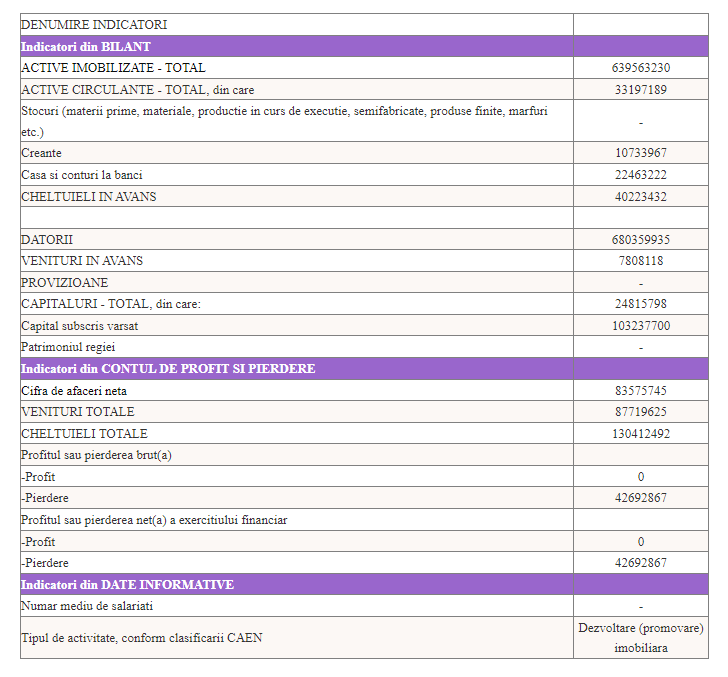 DENUMIRE INDICATORI
Indicatori din BILANT
ACTIVE IMOBILIZATE - TOTAL 639563230
ACTIVE CIRCULANTE - TOTAL, din care 33197189
Stocuri (materii prime, materiale, productie in curs de executie, semifabricate, produse finite, marfuri
etc.) -
Creante 10733967
Casa si conturi la banci 22463222
CHELTUIELI IN AVANS 40223432
DATORII 680359935
VENITURI IN AVANS 7808118
PROVIZIOANE -
CAPITALURI - TOTAL, din care: 24815798
Capital subscris varsat 103237700
Patrimoniul regiei -
Indicatori din CONTUL DE PROFIT SI PIERDERE
Cifra de afaceri neta 83575745
VENITURI TOTALE 87719625
CHELTUIELI TOTALE 130412492
Profitul sau pierderea brut(a)
-Profit 0
-Pierdere 42692867
Profitul sau pierderea net(a) a exercitiului financiar
-Profit 0
-Pierdere 42692867
Indicatori din DATE INFORMATIVE
Numar mediu de salariati -
Tipul de activitate, conform clasificarii CAEN Dezvoltare (promovare)
imobiliara